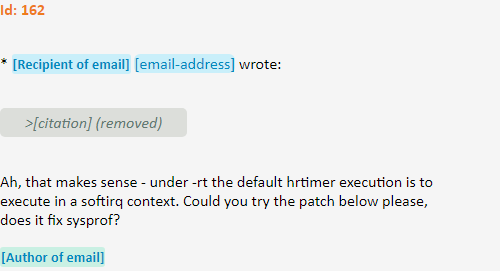 Id: 162
* [Recipient of email] [email-address] wrote:
>[citation] (removed)
Ah, that makes sense - under -rt the default hrtimer execution is to
execute in a softirq context. Could you try the patch below please,
does it fix sysprof?
[Author of email]